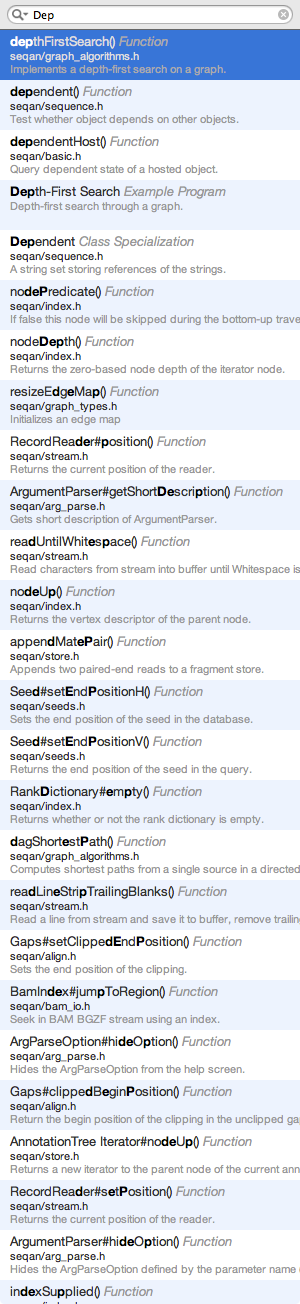 Dep
depthFirstSearch() Function
seqan/graph_algorithms.h
Implements a depth-first search on a graph.
dependent() Function
seqan/sequence.h
Test whether object depends on other objects.
dependentHost() Function
seqan/basic.h
Query dependent state of a hosted object.
Depth-First Search Example Program
Depth-first search through a graph.
Dependent Class Specialization
seqan/sequence.h
A string set storing references of the strings.
nodePredicate() Function
seqan/index.h
If false this node will be skipped during the bottom-up trave
nodeDepth() Function
seqan/index.h
Returns the zero-based node depth of the iterator node.
resizeEdgeMap() Function
seqan/graph_types.h
Initializes an edge map
RecordReader#position() Function
seqan/stream.h
Returns the current position of the reader.
ArgumentParser#getShortDescription() Function
seqan/arg_parse.h
Gets short description of ArgumentParser.
readUntilWhitespace() Function
seqan/stream.h
Read characters from stream into buffer until Whitespace is
nodeUp() Function
seqan/index.h
Returns the vertex descriptor of the parent node.
appendMatePair() Function
seqan/store.h
Appends two paired-end reads to a fragment store.
Seed#setEndPositionH() Function
seqan/seeds.h
Sets the end position of the seed in the database.
Seed#setEndPositionV() Function
seqan/seeds.h
Returns the end position of the seed in the query.
RankDictionary#empty() Function
seqan/index.h
Returns whether or not the rank dictionary is empty.
dagShortestPath() Function
seqan/graph_algorithms.h
Computes shortest paths from a single source in a directed
readLineStripTrailingBlanks() Function
seqan/stream.h
Read a line from stream and save it to buffer, remove trailin
Gaps#setClippedEndPosition() Function
seqan/align.h
Sets the end position of the clipping.
BamIndex#jumpToRegion() Function
seqan/bam_io.h
Seek in BAM BGZF stream using an index.
ArgParseOption#hideOption() Function
seqan/arg_parse.h
Hides the ArgParseOption from the help screen.
Gaps#clippedBeginPosition() Function
seqan/align.h
Return the begin position of the clipping in the unclipped ga
AnnotationTree Iterator#nodeUp() Function
seqan/store.h
Returns a new iterator to the parent node of the current ann
RecordReader#setPosition() Function
seqan/stream.h
Returns the current position of the reader.
ArgumentParser#hideOption() Function
seqan/arg_parse.h
Hides the ArgParseOption defined by the parameter name
indexSupplied() Function